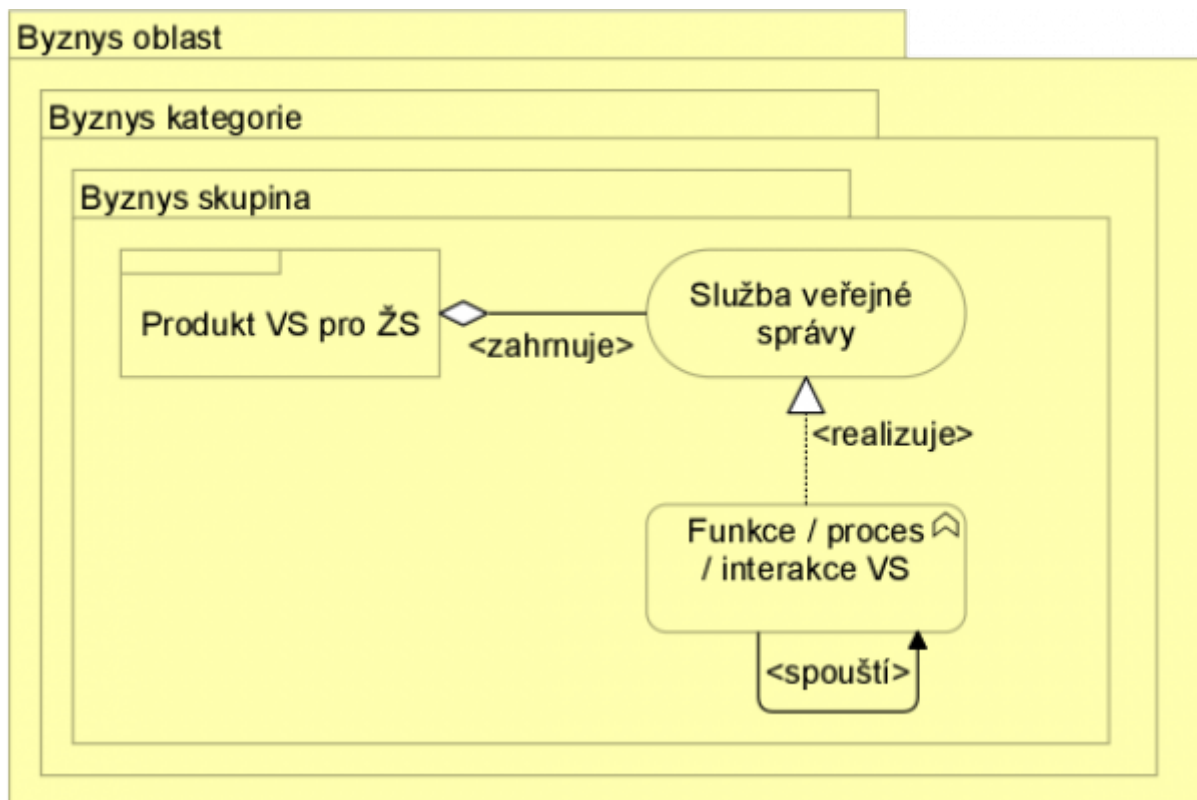 Byznys oblast
Byznys kategorie
Byznys skupina
Produkt VS pro ŽS
<zahrnuje>
Služba veřejné
správy
<realizuje>
Funkce / proces
/ interakce VS
<spouští>